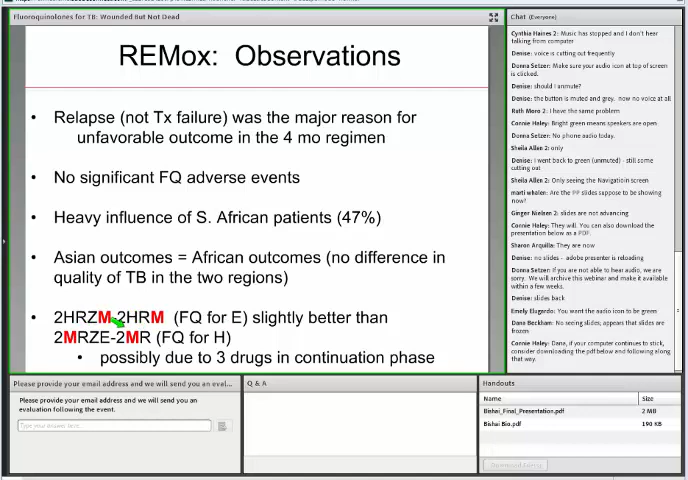 Fluoroquinolones for TB: Wounded But Not Dead
REMox: Observations
• Relapse (not Tx failure) was the major reason for
unfavorable outcome in the 4 mo regimen
• No significant FQ adverse events
• Heavy influence of S. African patients (47%)
• Asian outcomes = African outcomes (no difference in
quality of TB in the two regions)
• 2HRZM-2HRM (FQ for E) slightly better than
2MRZE-2MR (FQ for H)
• possibly due to 3 drugs in continuation phase
Chat (Everyone)
Cynthia Haines 2: Music has stopped and I don't hear
talking from computer
Denise: voice is cutting out frequently
Donna Setzer: Make sure your audio icon at top of screen
is clicked.
Denise: should I unmute?
Denise: the button is muted and grey. now no voice at all
Ruth Moro 2: I have the same problem
Connie Haley: Bright green means speakers are open
Donna Setzer: No phone audio today.
Sheila Allen 2: only
Denise: I went back to green (unmuted) - still some
cutting out
Sheila Allen 2: Only seeing the Navigatioin screen
marti whalen: Are the PP slides suppose to be showing
now?
Ginger Nielsen 2: slides are not advancing
Connie Haley: They will. You can also download the
presentation below as a PDF.
Sharon Arquilla: They are now
Denise: no slides - adobe presenter is reloading
Donna Setzer: If you are not able to hear audio, we are
sorry. We will archive this webinar and make it available
within a few weeks.
Denise: slides back
Emely Elugardo: You want the audio icon to be green
Dana Beckham: No seeing slides; appears that slides are
frozen
Connie Haley: Dana, if your computer continues to stick,
consider downloading the pdf below and following along
that way.
Please provide your email address and we will send you an eval...
Please provide your email address and we will send you an
evaluation following the event.
Type your answer here...
Q & A
Handouts
Name Size
Bishai_Final_Presentation.pdf 2 MB
Bishai Bio.pdf 190 KB